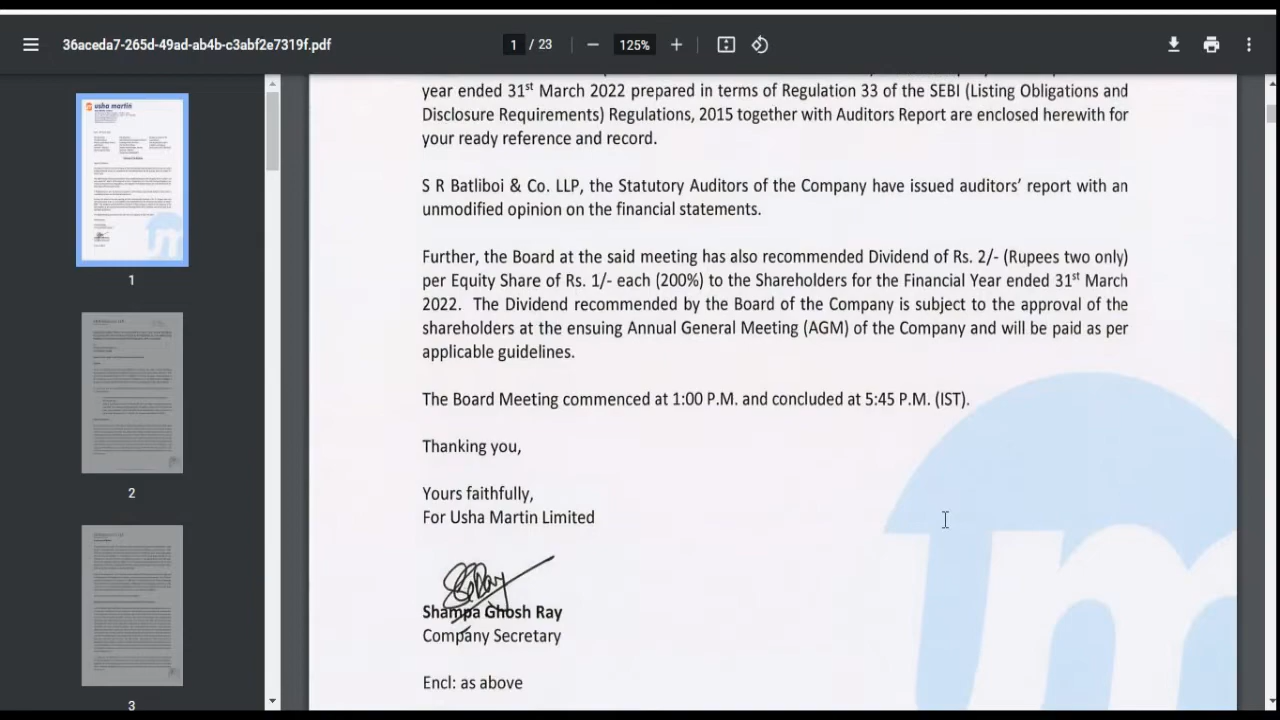 36aceda7-265d-49ad-ab4b-c3abf2e7319f.pdf
1 / 23
125%
usha martin
1
2
3
year ended 31st March 2022 prepared in terms of Regulation 33 of the SEBI (Listing Obligations and
Disclosure Requirements) Regulations, 2015 together with Auditors Report are enclosed herewith for
your ready reference and record.
S R Batliboi & Co. LLP, the Statutory Auditors of the Company have issued auditors' report with an
unmodified opinion on the financial statements.
Further, the Board at the said meeting has also recommended Dividend of Rs. 2/- (Rupees two only)
per Equity Share of Rs. 1/- each (200%) to the Shareholders for the Financial Year ended 31st March
2022. The Dividend recommended by the Board of the Company is subject to the approval of the
shareholders at the ensuing Annual General Meeting (AGM) of the Company and will be paid as per
applicable guidelines.
The Board Meeting commenced at 1:00 P.M. and concluded at 5:45 P.M. (IST).
Thanking you,
Yours faithfully,
For Usha Martin Limited
Shampa Ghosh Ray
Company Secretary
Encl: as above